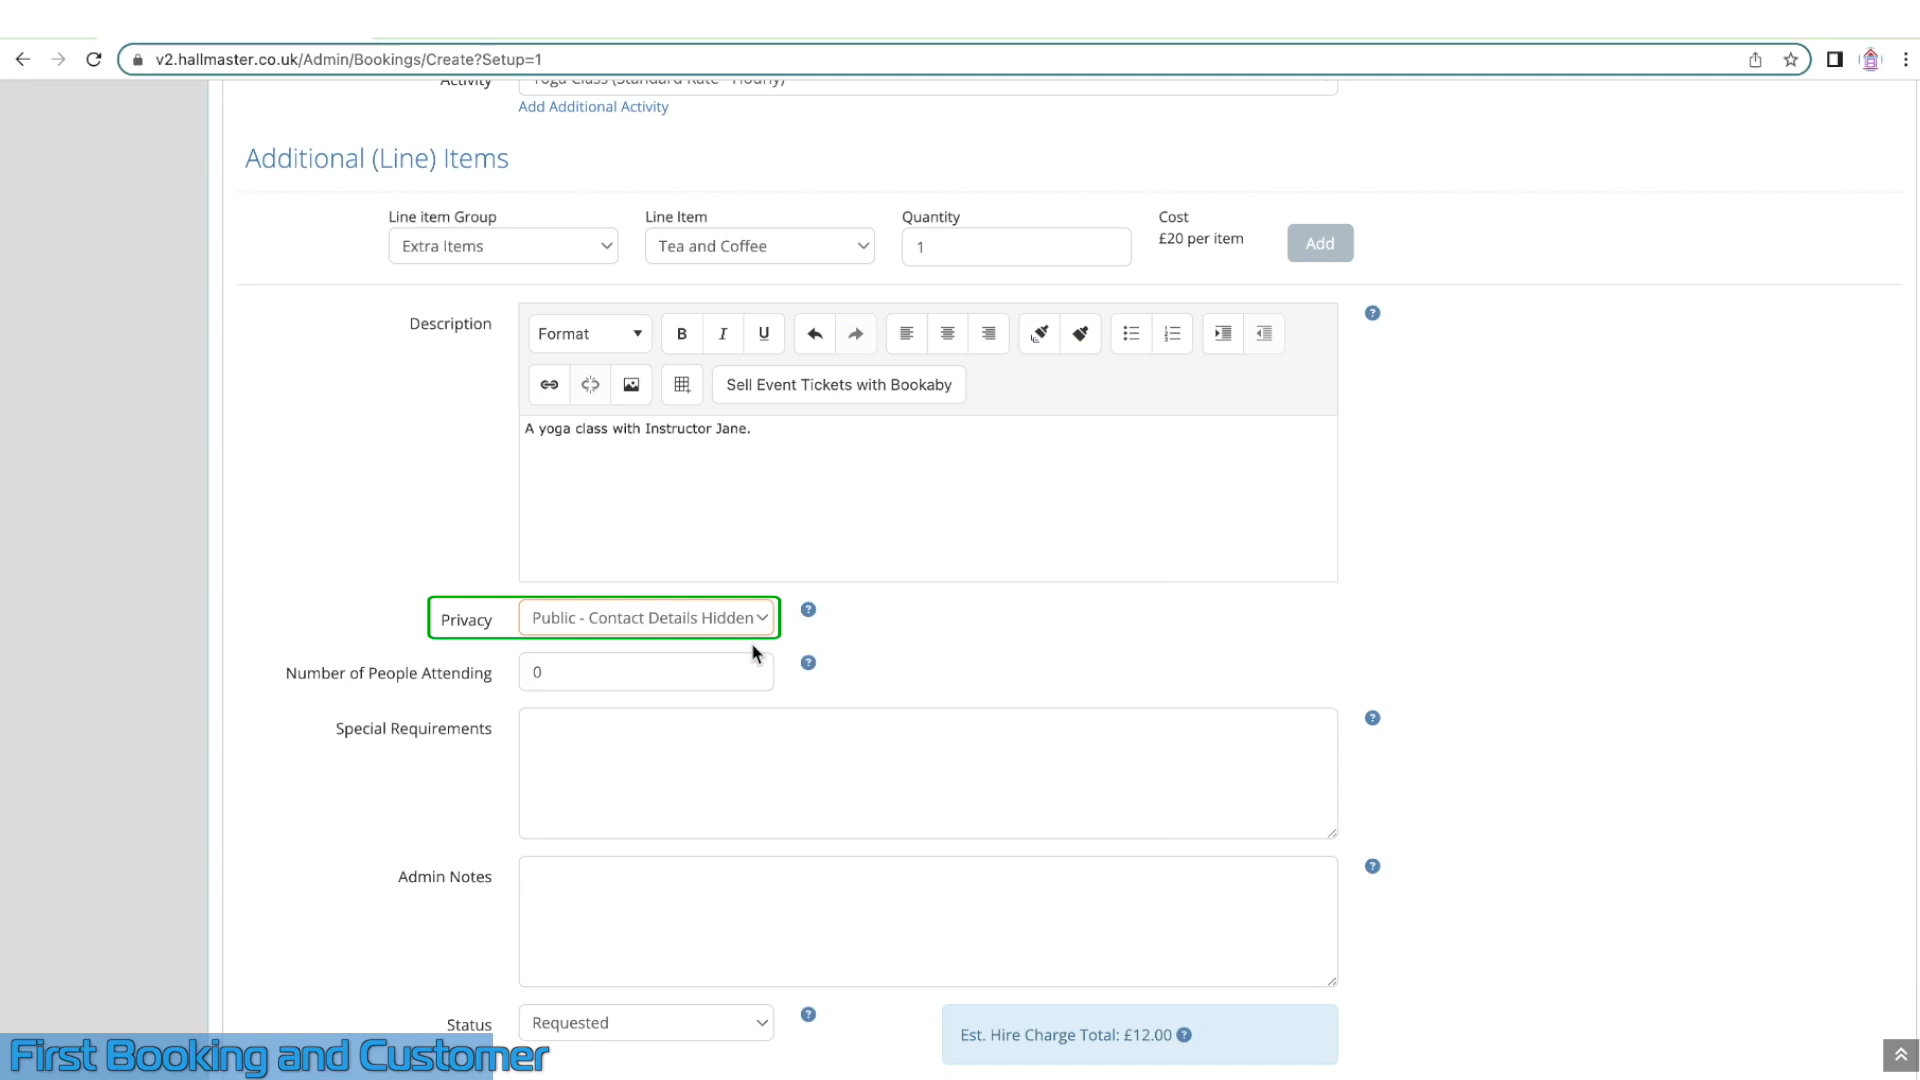 v2.hallmaster.co.uk/Admin/Bookings/Create?Setup=1
Activity
Yoga Class (Standard Rate - Hourly)
Add Additional Activity
Additional (Line) Items
Line item Group
Line Item
Quantity
Cost
Extra Items
Tea and Coffee
1
£20 per item
Add
Description
Format
B I U
Sell Event Tickets with Bookaby
A yoga class with Instructor Jane.
Privacy
Public - Contact Details Hidden
Number of People Attending
0
Special Requirements
Admin Notes
Status
Requested
Est. Hire Charge Total: £12.00
First Booking and Customer